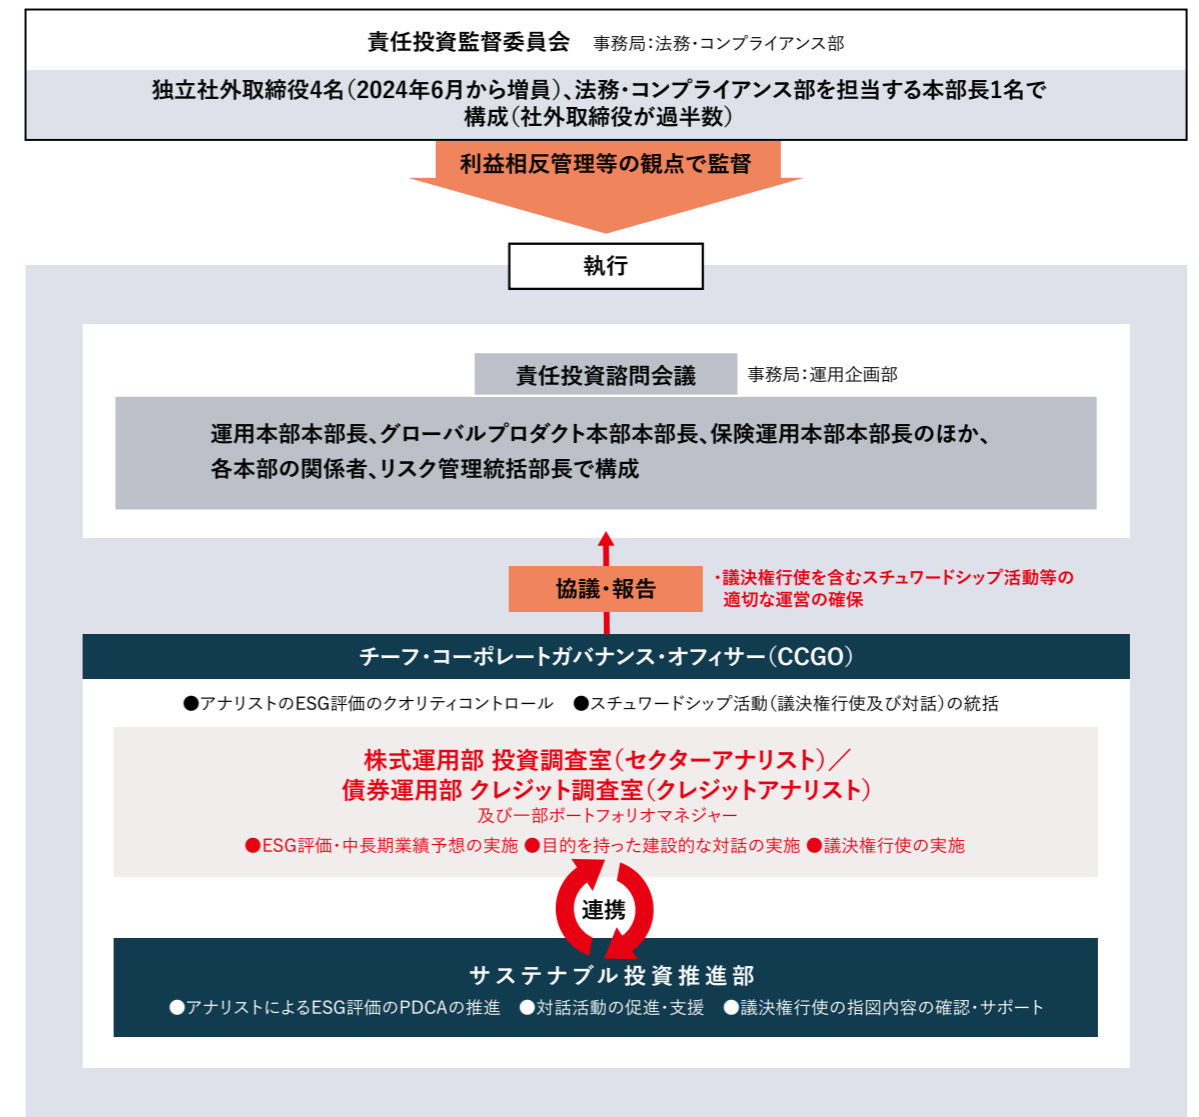 責任投資監督委員会 事務局:法務・コンプライアンス部
独立社外取締役4名(2024年6月から増員)、法務・コンプライアンス部を担当する本部長1名で
構成(社外取締役が過半数)
利益相反管理等の観点で監督
執行
責任投資諮問会議 事務局:運用企画部
運用本部本部長、グローバルプロダクト本部本部長、保険運用本部本部長のほか、
各本部の関係者、リスク管理統括部長で構成
協議・報告
・議決権行使を含むスチュワードシップ活動等の
適切な運営の確保
チーフ・コーポレートガバナンス・オフィサー(CCGO)
●アナリストのESG評価のクオリティコントロール ●スチュワードシップ活動(議決権行使及び対話)の統括
株式運用部 投資調査室(セクターアナリスト)/
債券運用部 クレジット調査室(クレジットアナリスト)
及び一部ポートフォリオマネジャー
●ESG評価・中長期業績予想の実施 ●目的を持った建設的な対話の実施 ●議決権行使の実施
連携
サステナブル投資推進部
●アナリストによるESG評価のPDCAの推進 ●対話活動の促進・支援 ●議決権行使の指図内容の確認・サポート